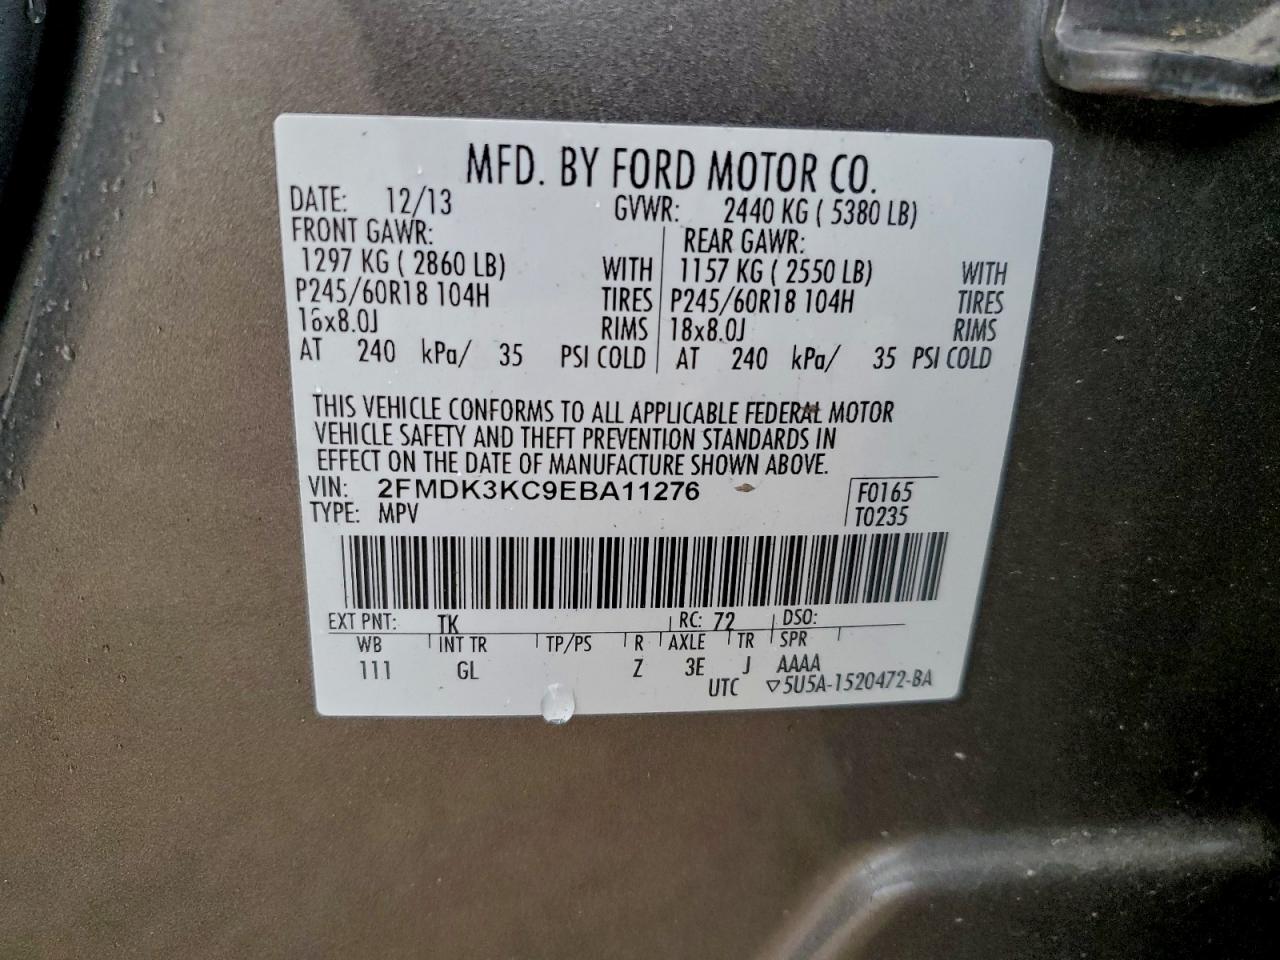 MFD. BY FORD MOTOR CO.
DATE: 12/13 GVWR: 2440 KG ( 5380 LB)
FRONT GAWR: REAR GAWR:
1297 KG ( 2860 LB) WITH 1157 KG ( 2550 LB) WITH
P245/60R18 104H TIRES P245/60R18 104H TIRES
18x8.0J RIMS 18x8.0J RIMS
AT 240 kPa/ 35 PSI COLD AT 240 kPa/ 35 PSI COLD
THIS VEHICLE CONFORMS TO ALL APPLICABLE FEDERAL MOTOR
VEHICLE SAFETY AND THEFT PREVENTION STANDARDS IN
EFFECT ON THE DATE OF MANUFACTURE SHOWN ABOVE.
VIN: 2FMDK3KC9EBA11276 F0165
TYPE: MPV T0235
EXT PNT: TK RC: 72 DSO:
WB INT TR TP/PS R AXLE TR SPR
111 GL Z 3E J AAAA
UTC ▽5U5A-1520472-BA